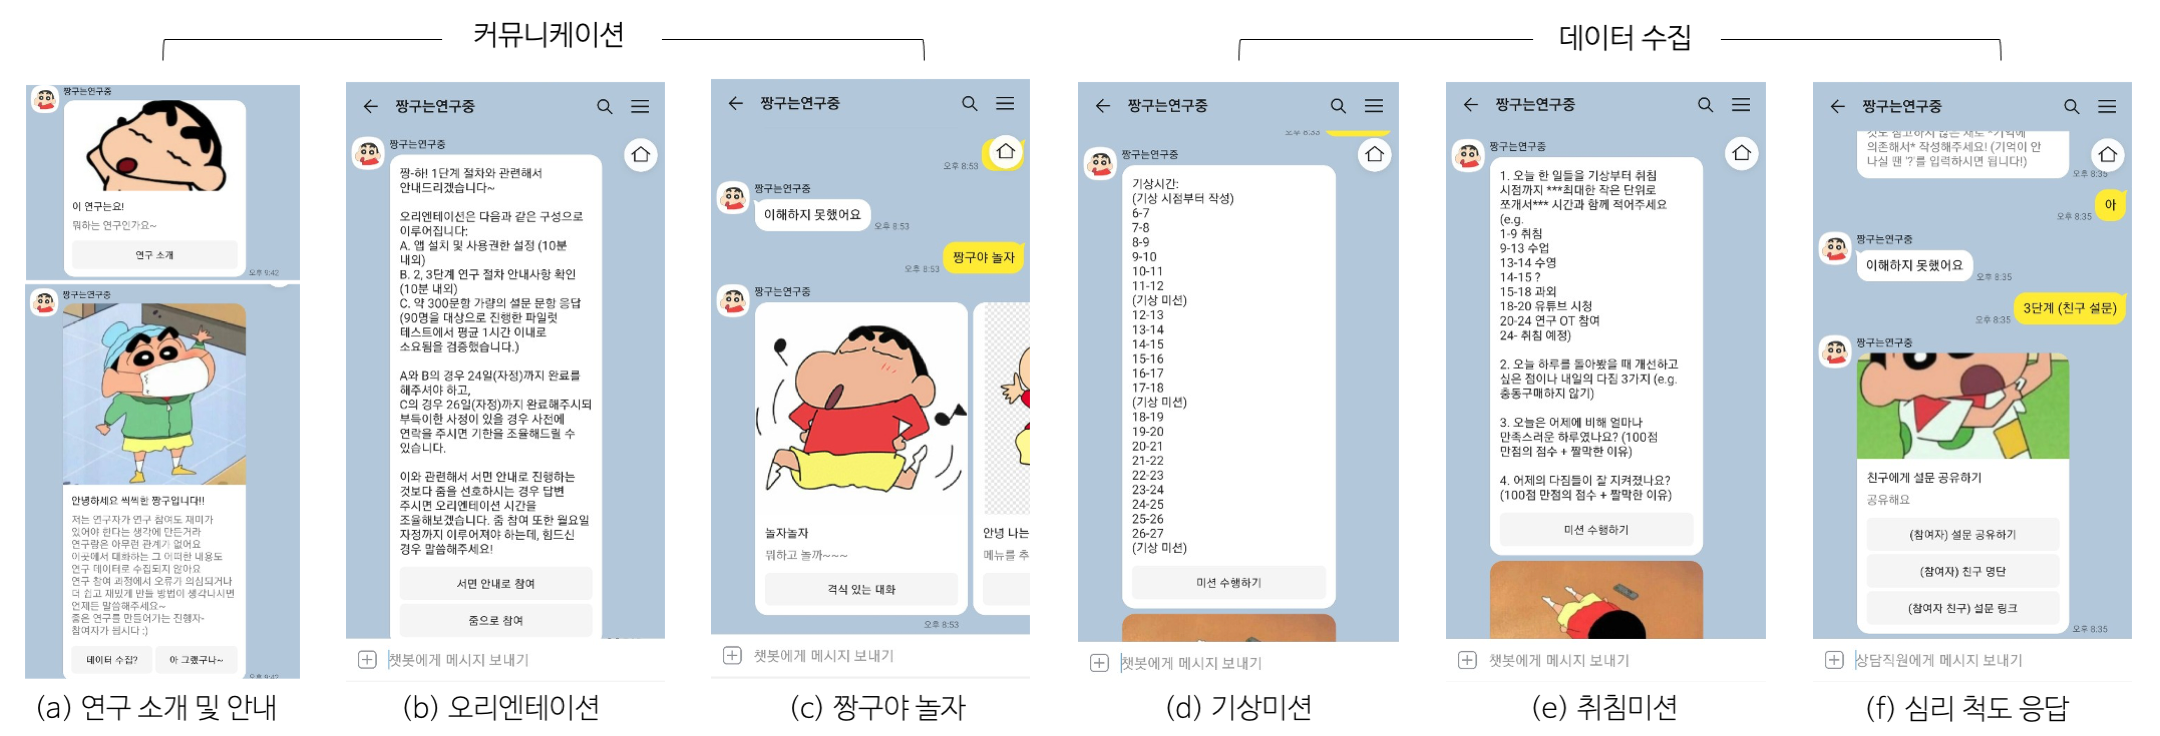 커뮤니케이션
데이터 수집
짱구는연구중
이 연구는요!
뭐하는 연구인가요~
연구 소개
오후 9:42
짱구는연구중
안녕하세요 씩씩한 짱구입니다!!
저는 연구자가 연구 참여도 재미가
있어야 한다는 생각에 만든거라
연구랑은 아무런 관계가 없어요
이곳에서 대화하는 그 어떠한 내용도
연구 데이터로 수집되지 않아요
연구 참여 과정에서 오류가 의심되거나
더 쉽고 재밌게 만들 방법이 생각나시면
언제든 말씀해주세요~
좋은 연구를 만들어가는 진행자-
참여자가 됩시다 :)
데이터 수집?
아 그랬구나~
오후 9:42
(a) 연구 소개 및 안내
짱구는연구중
짱구는연구중
짱-하! 1단계 절차와 관련해서
안내드리겠습니다~
오리엔테이션은 다음과 같은 구성으로
이루어집니다:
A. 앱 설치 및 사용권한 설정 (10분
내외)
B. 2, 3단계 연구 절차 안내사항 확인
(10분 내외)
C. 약 300문항 가량의 설문 문항 응답
(90명을 대상으로 진행한 파일럿
테스트에서 평균 1시간 이내로
소요됨을 검증했습니다.)
A와 B의 경우 24일(자정)까지 완료를
해주셔야 하고,
C의 경우 26일(자정)까지 완료해주시되
부득이한 사정이 있을 경우 사전에
연락을 주시면 기한을 조율해드릴 수
있습니다.
이와 관련해서 서면 안내로 진행하는
것보다 줌을 선호하시는 경우 답변
주시면 오리엔테이션 시간을
조율해보겠습니다. 줌 참여 또한 월요일
자정까지 이루어져야 하는데, 힘드신
경우 말씀해주세요!
서면 안내로 참여
줌으로 참여
챗봇에게 메시지 보내기
(b) 오리엔테이션
짱구는연구중
오후 8:53
짱구는연구중
이해하지 못했어요
오후 8:53
짱구야 놀자
오후 8:53
짱구는연구중
놀자놀자
뭐하고 놀까~~~
격식 있는 대화
안녕 나는
메뉴를 추
오후 8:53
챗봇에게 메시지 보내기
(c) 짱구야 놀자
짱구는연구중
오후 8:33
짱구는연구중
기상시간:
(기상 시점부터 작성)
6-7
7-8
8-9
9-10
10-11
11-12
(기상 미션)
12-13
13-14
14-15
15-16
16-17
17-18
(기상 미션)
18-19
19-20
20-21
21-22
22-23
23-24
24-25
25-26
26-27
(기상 미션)
미션 수행하기
챗봇에게 메시지 보내기
(d) 기상미션
짱구는연구중
짱구는연구중
1. 오늘 한 일들을 기상부터 취침
시점까지 ***최대한 작은 단위로
쪼개서*** 시간과 함께 적어주세요
(e.g.
1-9 취침
9-13 수업
13-14 수영
14-15 ?
15-18 과외
18-20 유튜브 시청
20-24 연구 OT 참여
24- 취침 예정)
2. 오늘 하루를 돌아봤을 때 개선하고
싶은 점이나 내일의 다짐 3가지 (e.g.
충동구매하지 않기)
3. 오늘은 어제에 비해 얼마나
만족스러운 하루였나요? (100점
만점의 점수 + 짤막한 이유)
4. 어제의 다짐들이 잘 지켜졌나요?
(100점 만점의 점수 + 짤막한 이유)
미션 수행하기
챗봇에게 메시지 보내기
(e) 취침미션
짱구는연구중
것도 참고하지 않은 채로 *기억에
의존해서* 작성해주세요! (기억이 안
나실 땐 '?'를 입력하시면 됩니다!)
오후 8:35
아
오후 8:35
짱구는연구중
이해하지 못했어요
오후 8:35
3단계 (친구 설문)
오후 8:35
짱구는연구중
친구에게 설문 공유하기
공유해요
(참여자) 설문 공유하기
(참여자) 친구 명단
(참여자 친구) 설문 링크
오후 8:35
상담직원에게 메시지 보내기
(f) 심리 척도 응답